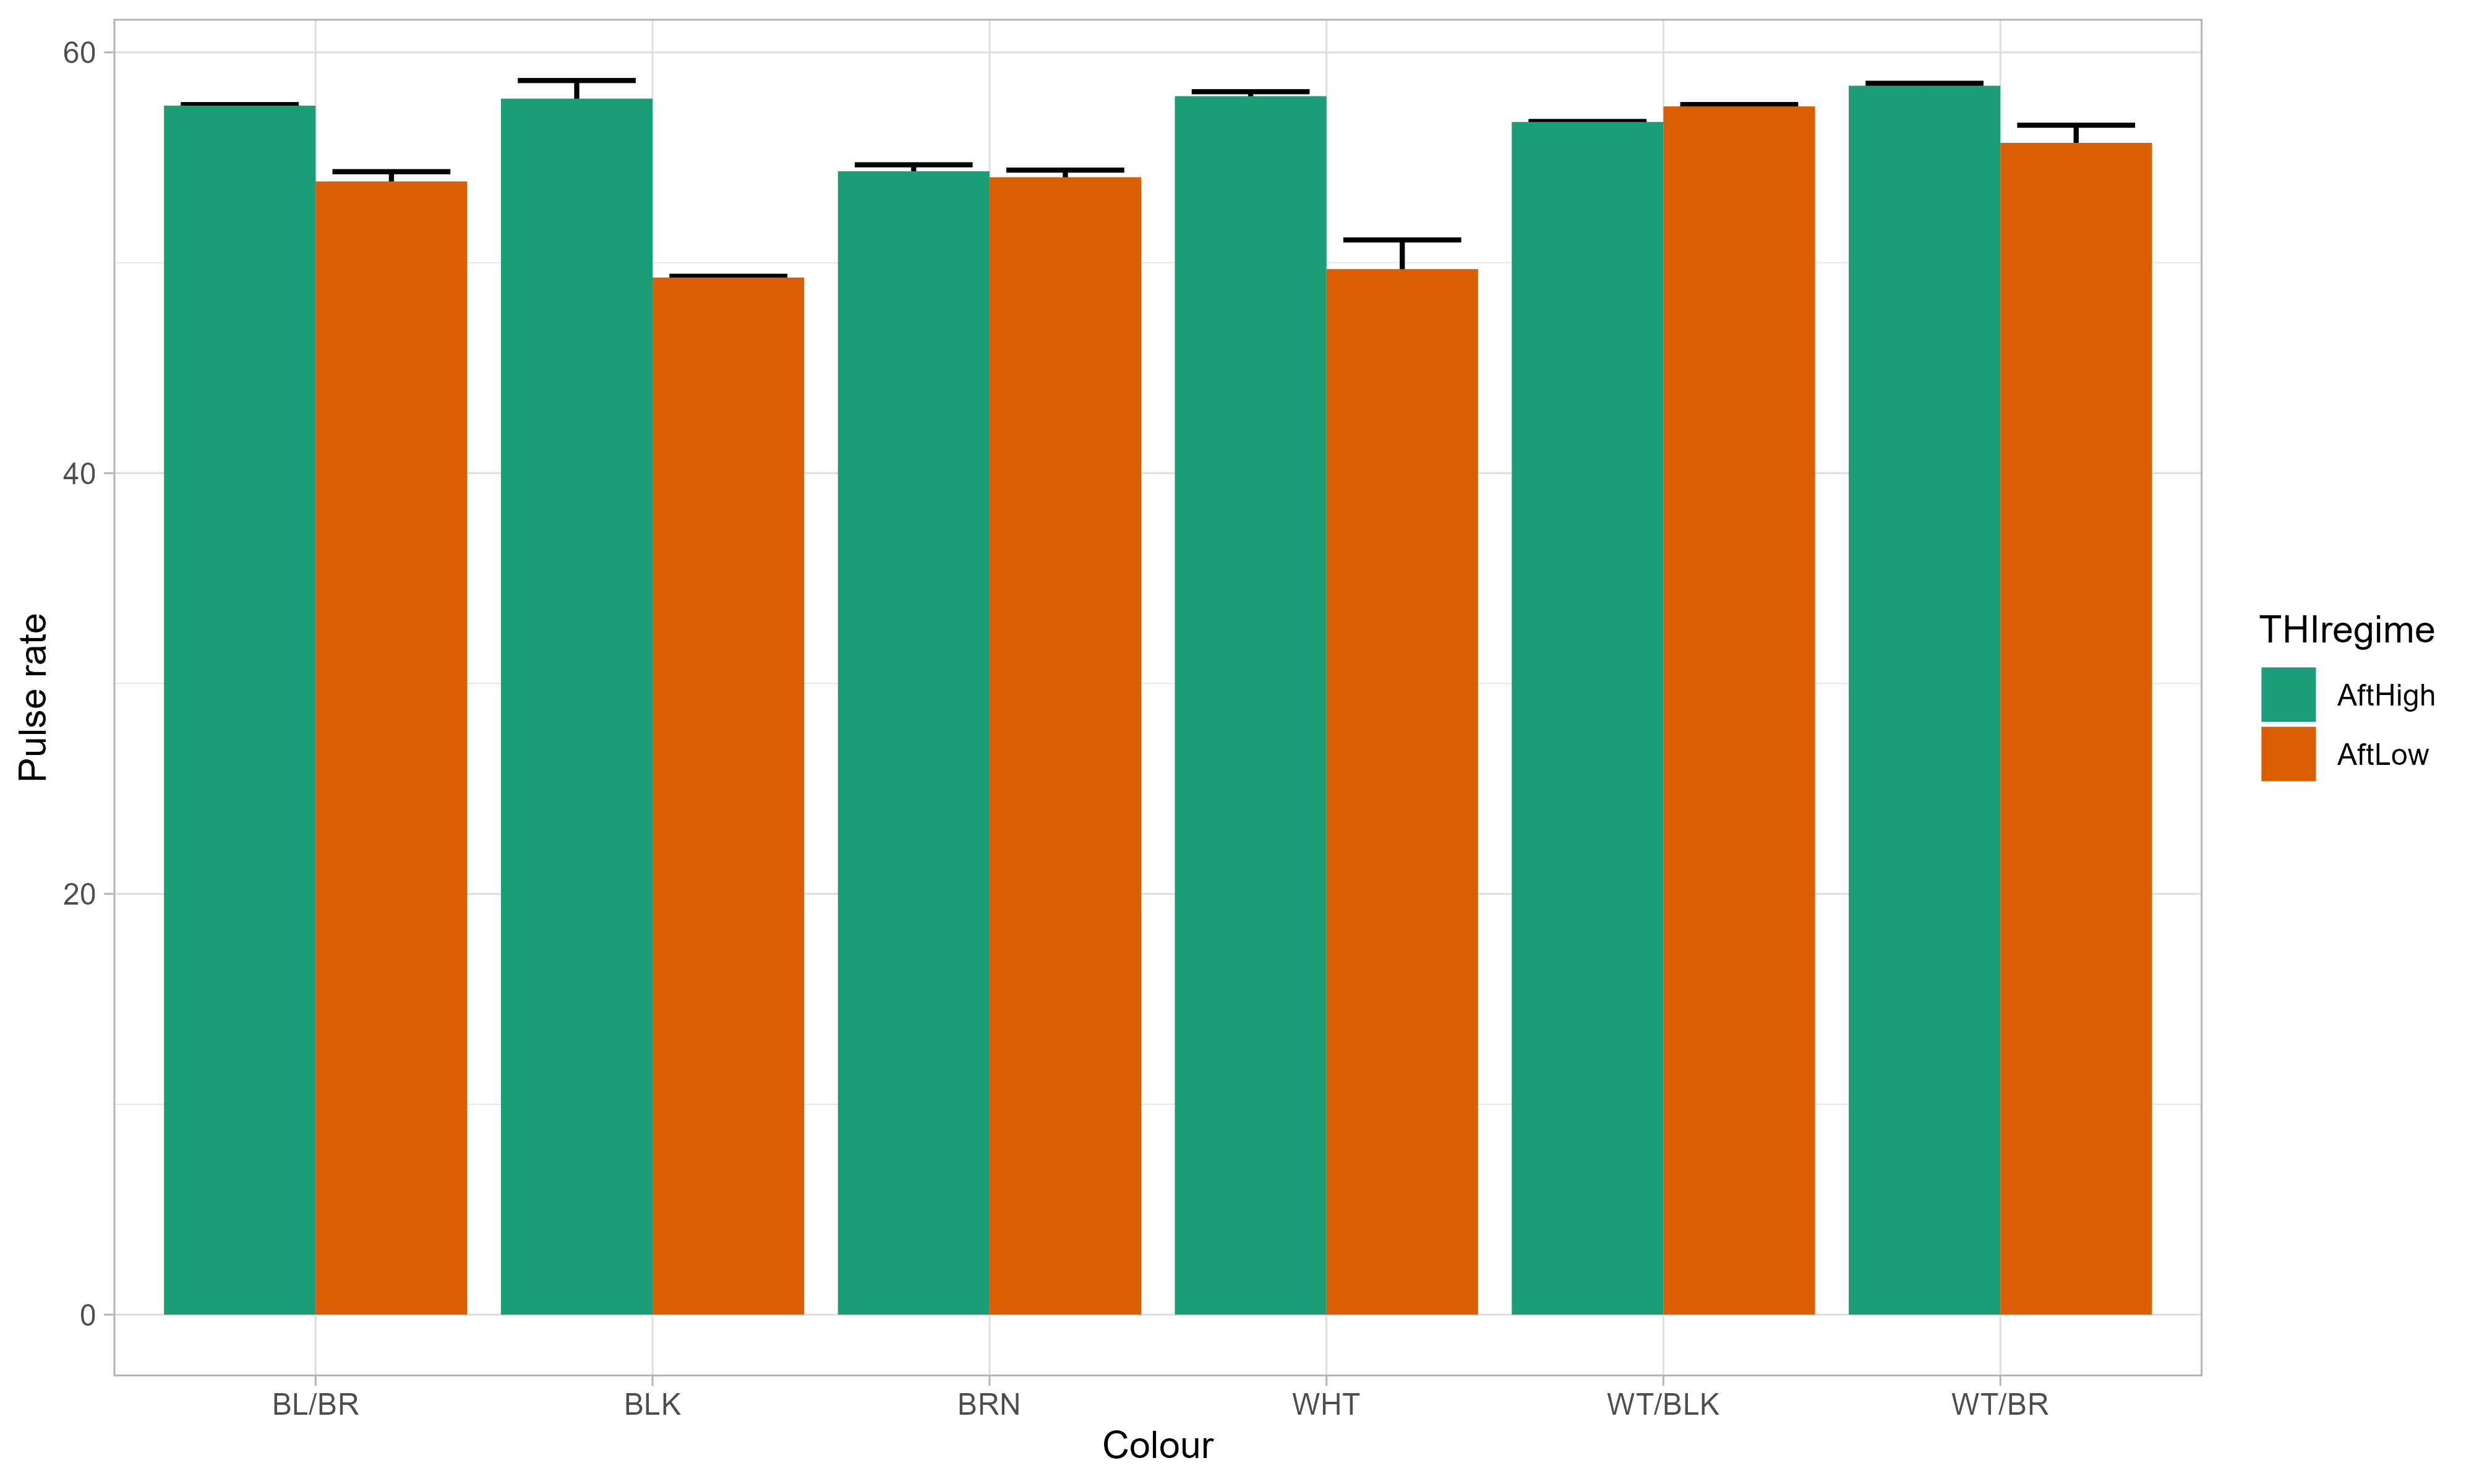 60
40
20
0
Pulse rate
BL/BR BLK BRN WHT WT/BLK WT/BR
Colour
THIregime
AftHigh
AftLow